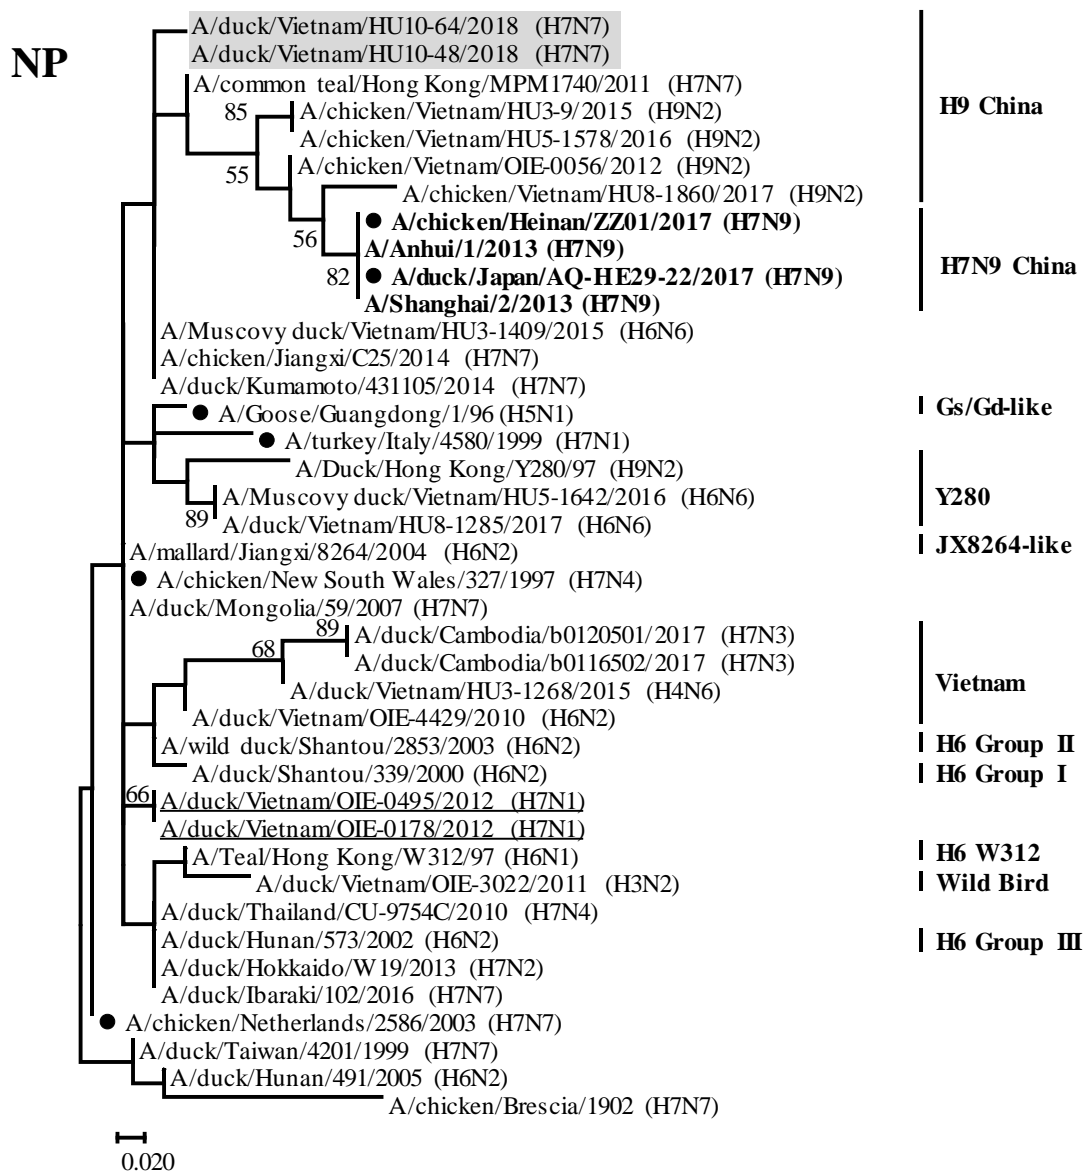 NP
A/duck/Vietnam/HU10-64/2018 (H7N7)
A/duck/Vietnam/HU10-48/2018 (H7N7)
A/common teal/Hong Kong/MPM1740/2011 (H7N7)
85
A/chicken/Vietnam/HU3-9/2015 (H9N2)
H9 China
A/chicken/Vietnam/HU5-1578/2016 (H9N2)
A/chicken/Vietnam/OIE-0056/2012 (H9N2)
55
A/chicken/Vietnam/HU8-1860/2017 (H9N2)
A/chicken/Heinan/ZZ01/2017 (H7N9)
56
A/Anhui/1/2013 (H7N9)
H7N9 China
82
A/duck/Japan/AQ-HE29-22/2017 (H7N9)
A/Shanghai/2/2013 (H7N9)
A/Muscovy duck/Vietnam/HU3-1409/2015 (H6N6)
A/chicken/Jiangxi/C25/2014 (H7N7)
A/duck/Kumamoto/431105/2014 (H7N7)
A/Goose/Guangdong/1/96 (H5N1)
Gs/Gd-like
A/turkey/Italy/4580/1999 (H7N1)
A/Duck/Hong Kong/Y280/97 (H9N2)
A/Muscovy duck/Vietnam/HU5-1642/2016 (H6N6)
Y280
89
A/duck/Vietnam/HU8-1285/2017 (H6N6)
A/mallard/Jiangxi/8264/2004 (H6N2)
JX8264-like
A/chicken/New South Wales/327/1997 (H7N4)
A/duck/Mongolia/59/2007 (H7N7)
89
A/duck/Cambodia/b0120501/2017 (H7N3)
68
A/duck/Cambodia/b0116502/2017 (H7N3)
Vietnam
A/duck/Vietnam/HU3-1268/2015 (H4N6)
A/duck/Vietnam/OIE-4429/2010 (H6N2)
A/wild duck/Shantou/2853/2003 (H6N2)
H6 Group II
A/duck/Shantou/339/2000 (H6N2)
H6 Group I
66
A/duck/Vietnam/OIE-0495/2012 (H7N1)
A/duck/Vietnam/OIE-0178/2012 (H7N1)
A/Teal/Hong Kong/W312/97 (H6N1)
H6 W312
A/duck/Vietnam/OIE-3022/2011 (H3N2)
Wild Bird
A/duck/Thailand/CU-9754C/2010 (H7N4)
A/duck/Hunan/573/2002 (H6N2)
H6 Group III
A/duck/Hokkaido/W19/2013 (H7N2)
A/duck/Ibaraki/102/2016 (H7N7)
A/chicken/Netherlands/2586/2003 (H7N7)
A/duck/Taiwan/4201/1999 (H7N7)
A/duck/Hunan/491/2005 (H6N2)
A/chicken/Brescia/1902 (H7N7)
0.020